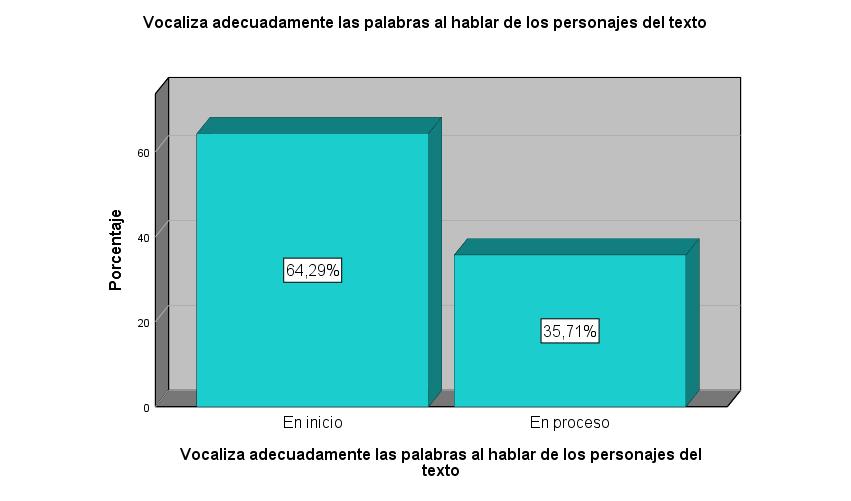 Vocaliza adecuadamente las palabras al hablar de los personajes del texto
60
40
20
0
Porcentaje
64,29%
35,71%
En inicio
En proceso
Vocaliza adecuadamente las palabras al hablar de los personajes del
texto